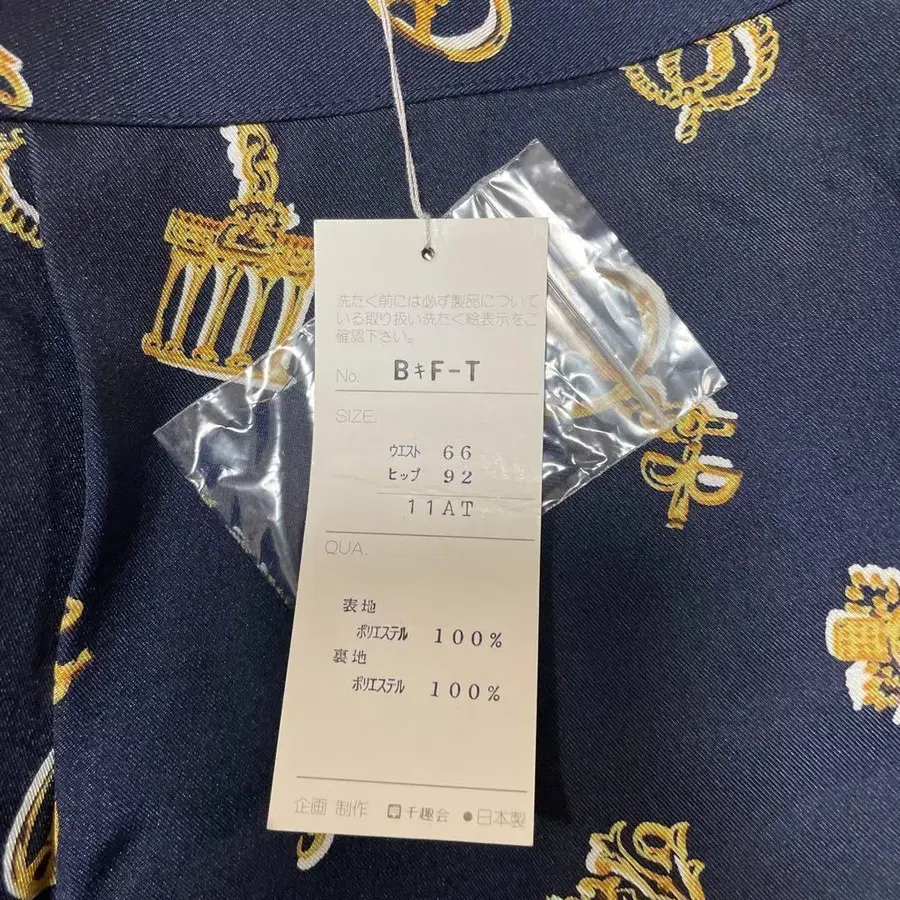 洗たく前には必ず製品について
いる取り扱い洗たく絵表示をご
確認下さい。
No. BキF-T
SIZE.
ウエスト 66
ヒップ 92
11AT
QUA.
表地
ポリエステル 100%
裏地
ポリエステル 100%
企画 制作 千趣会 ●日本製